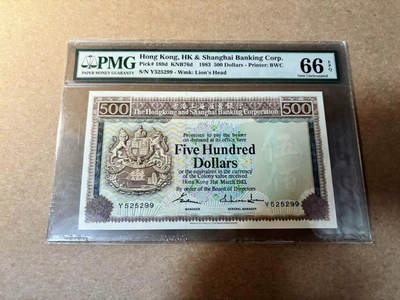 PMG
PAPER MONEY GUARANTY
Hong Kong, HK & Shanghai Banking Corp.
Pick# 189d KNB76d 1983 500 Dollars - Printer: BWC
S/N Y525299 - Wmk: Lion's Head
66 EPQ
Gem Uncirculated
500
500
The Hongkong and Shanghai Banking Corporation
Promises to pay the bearer
on demand at its office here
Five Hundred
Dollars
or the equivalent in the currency
of the Colony value received
Hong Kong 31st March 1983.
By order of the Board of Directors
Y525299
Y525299
MANAGER